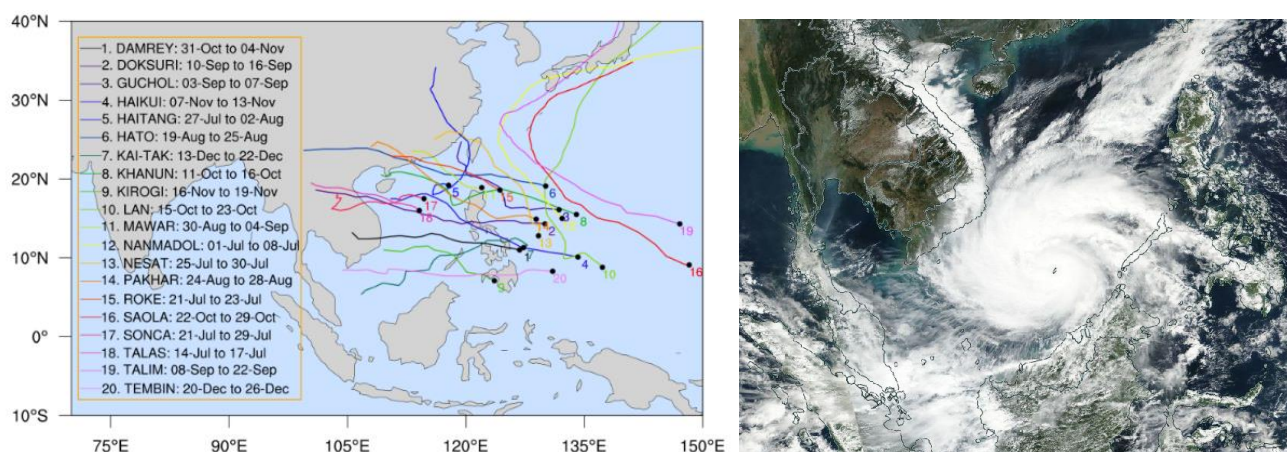 40°N
30°N
20°N
10°N
0°
10°S
1. DAMREY: 31-Oct to 04-Nov
2. DOKSURI: 10-Sep to 16-Sep
3. GUCHOL: 03-Sep to 07-Sep
4. HAIKUI: 07-Nov to 13-Nov
5. HAITANG: 27-Jul to 02-Aug
6. HATO: 19-Aug to 25-Aug
7. KAI-TAK: 13-Dec to 22-Dec
8. KHANUN: 11-Oct to 16-Oct
9. KIROGI: 16-Nov to 19-Nov
10. LAN: 15-Oct to 23-Oct
11. MAWAR: 30-Aug to 04-Sep
12. NANMADOL: 01-Jul to 08-Jul
13. NESAT: 25-Jul to 30-Jul
14. PAKHAR: 24-Aug to 28-Aug
15. ROKE: 21-Jul to 23-Jul
16. SAOLA: 22-Oct to 29-Oct
17. SONCA: 21-Jul to 29-Jul
18. TALAS: 14-Jul to 17-Jul
19. TALIM: 08-Sep to 22-Sep
20. TEMBIN: 20-Dec to 26-Dec
5
6
17
15
18
3
8
2
19
13
1
4
10
16
20
9
75°E
90°E
105°E
120°E
135°E
150°E